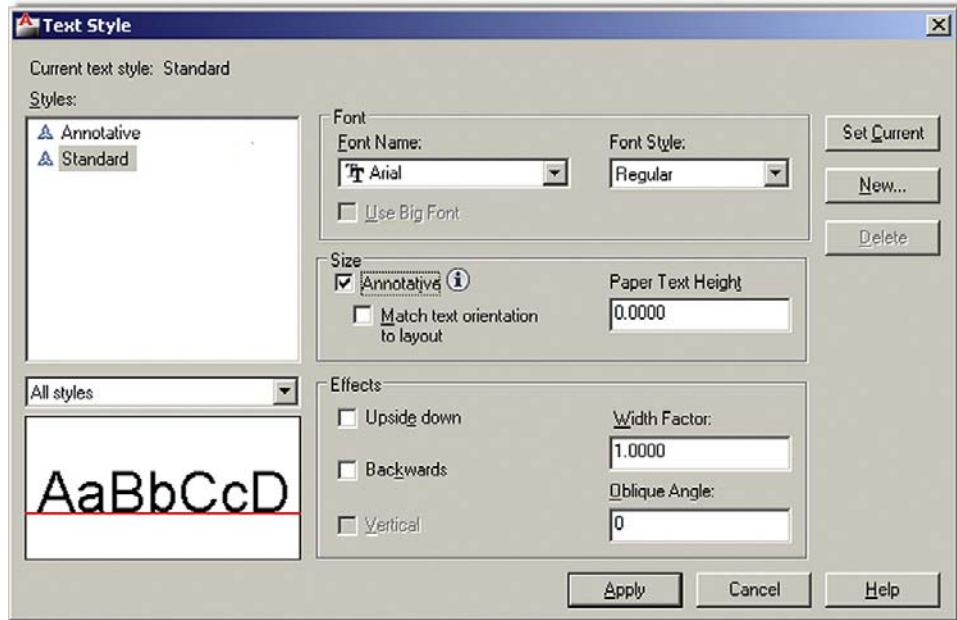 Text Style
Current text style: Standard
Styles:
Annotative
Standard
All styles
AaBbCcD
Font
Font Name:
Arial
Use Big Font
Font Style:
Regular
Size
Annotative
Match text orientation
to layout
Paper Text Height
0.0000
Effects
Upside down
Backwards
Vertical
Width Factor:
1.0000
Oblique Angle:
0
Set Current
New...
Delete
Apply
Cancel
Help